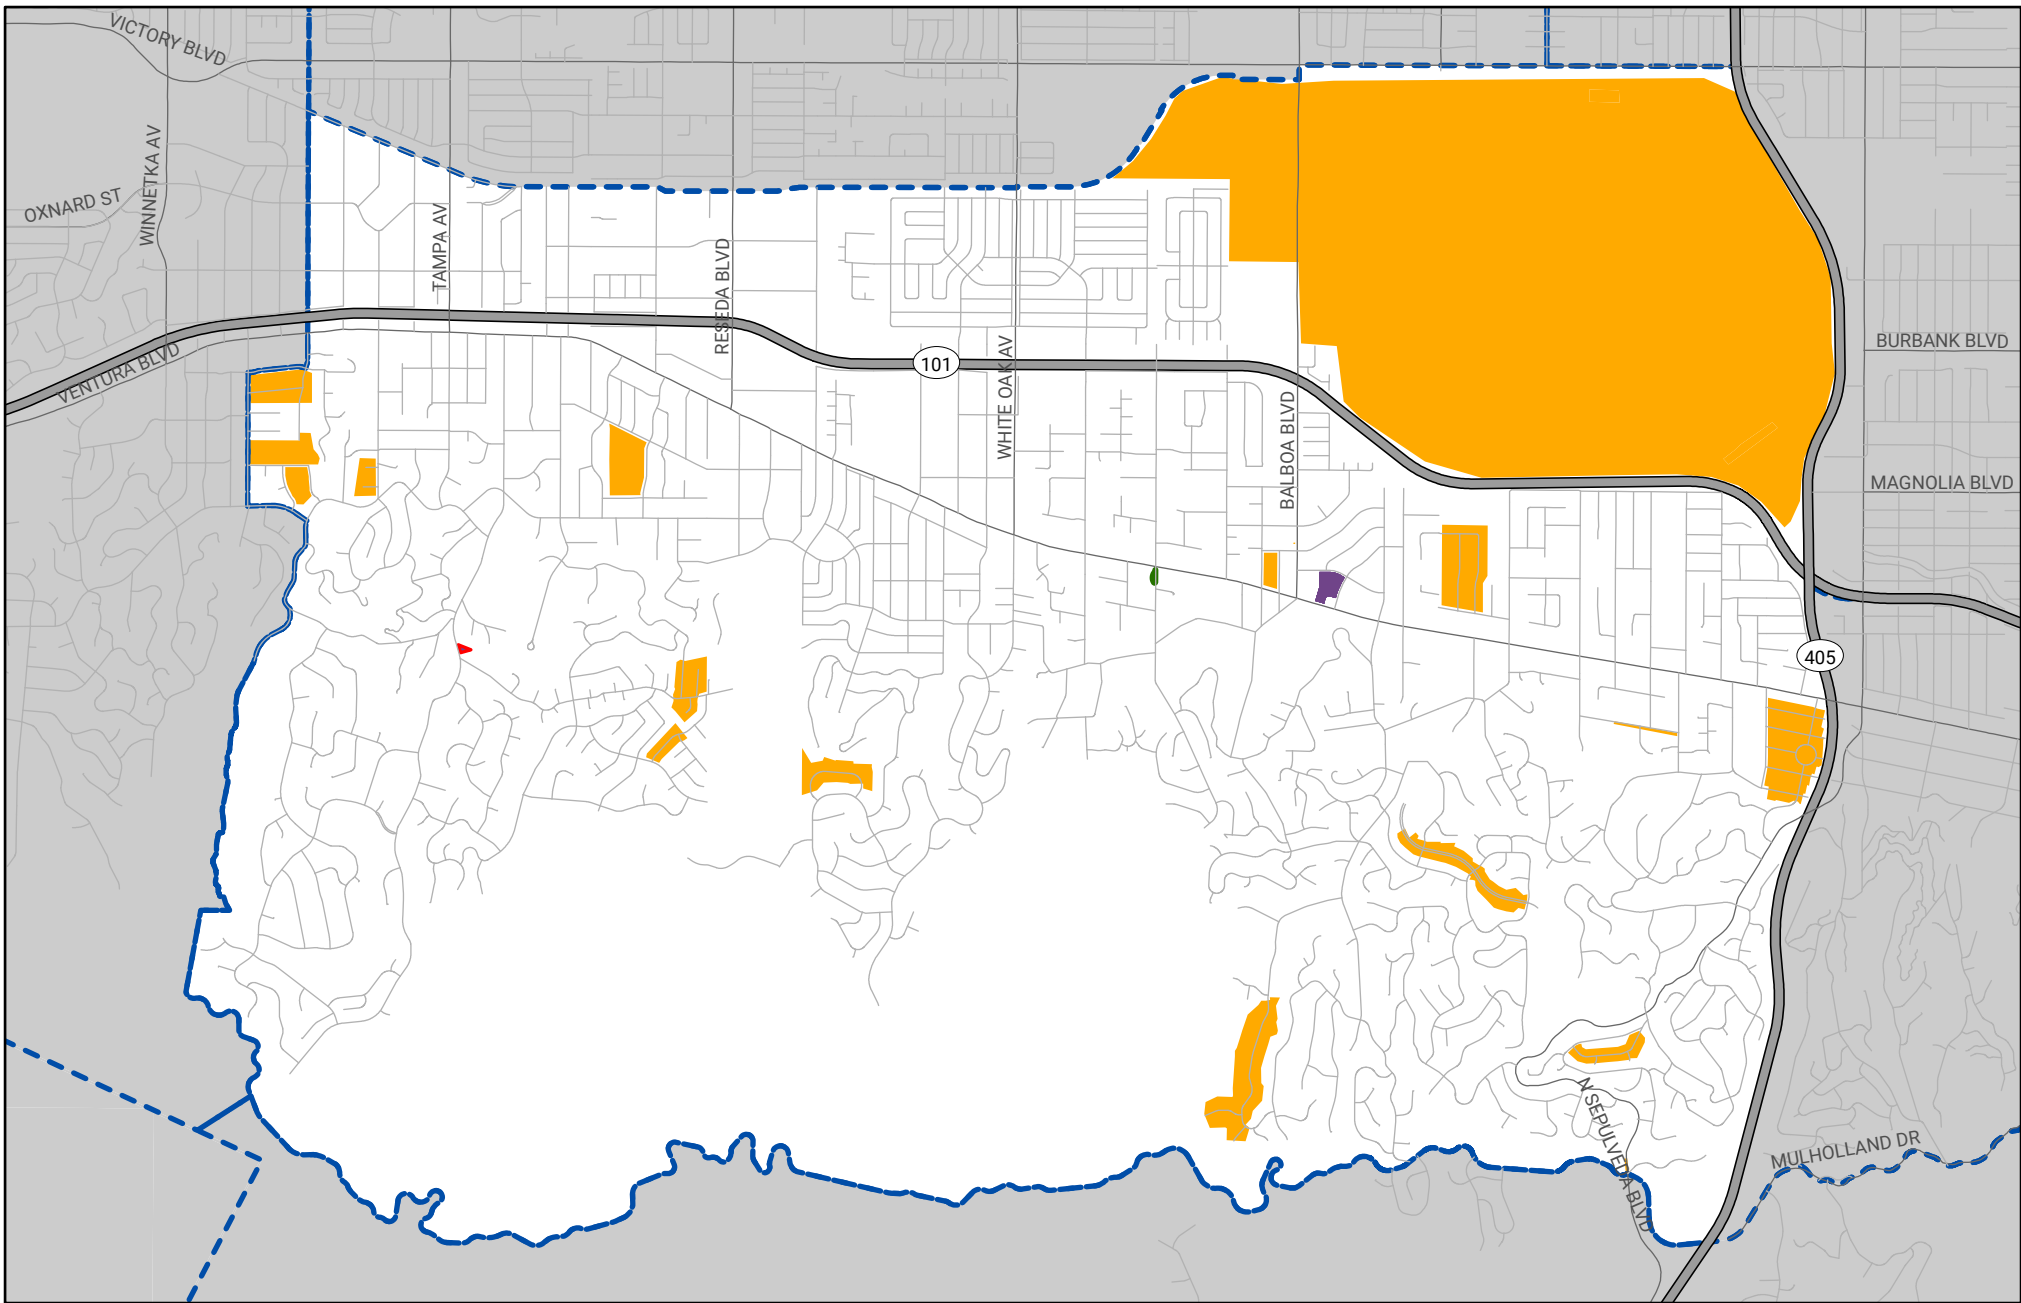 VICTORY BLVD
OXNARD ST
WINNETKA AV
TAMPA AV
RESEDA BLVD
VENTURA BLVD
101
WHITE OAK AV
BALBOA BLVD
BURBANK BLVD
MAGNOLIA BLVD
405
N SEPULVEDA BLVD
MULHOLLAND DR